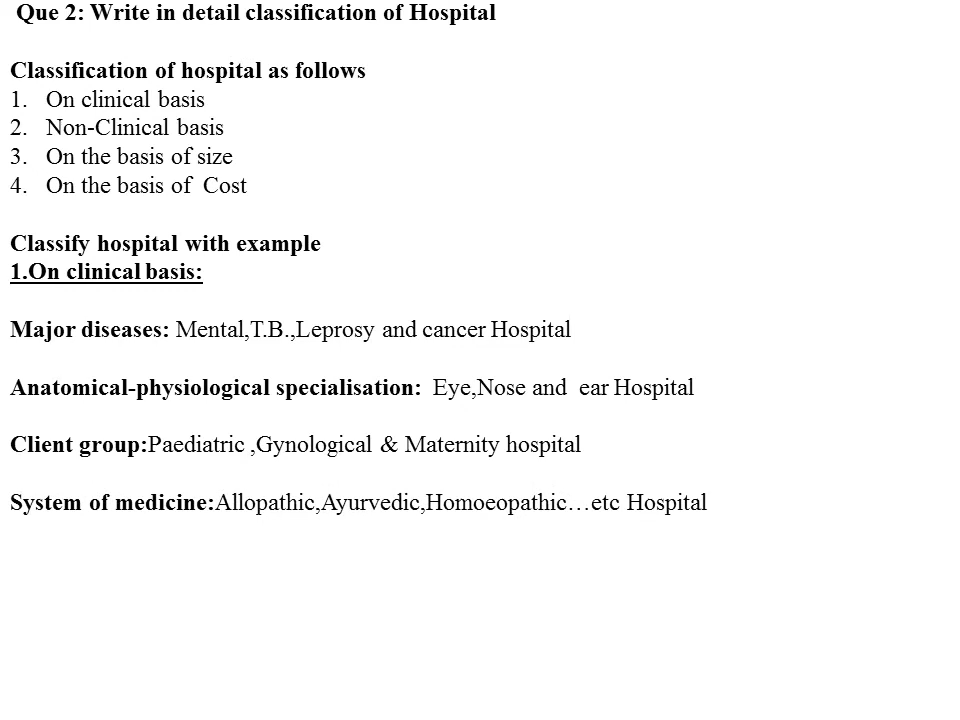 Que 2: Write in detail classification of Hospital
Classification of hospital as follows
1. On clinical basis
2. Non-Clinical basis
3. On the basis of size
4. On the basis of  Cost
Classify hospital with example
1.On clinical basis:
Major diseases: Mental,T.B.,Leprosy and cancer Hospital
Anatomical-physiological specialisation:  Eye,Nose and  ear Hospital
Client group:Paediatric ,Gynological & Maternity hospital
System of medicine:Allopathic,Ayurvedic,Homoeopathic…etc Hospital